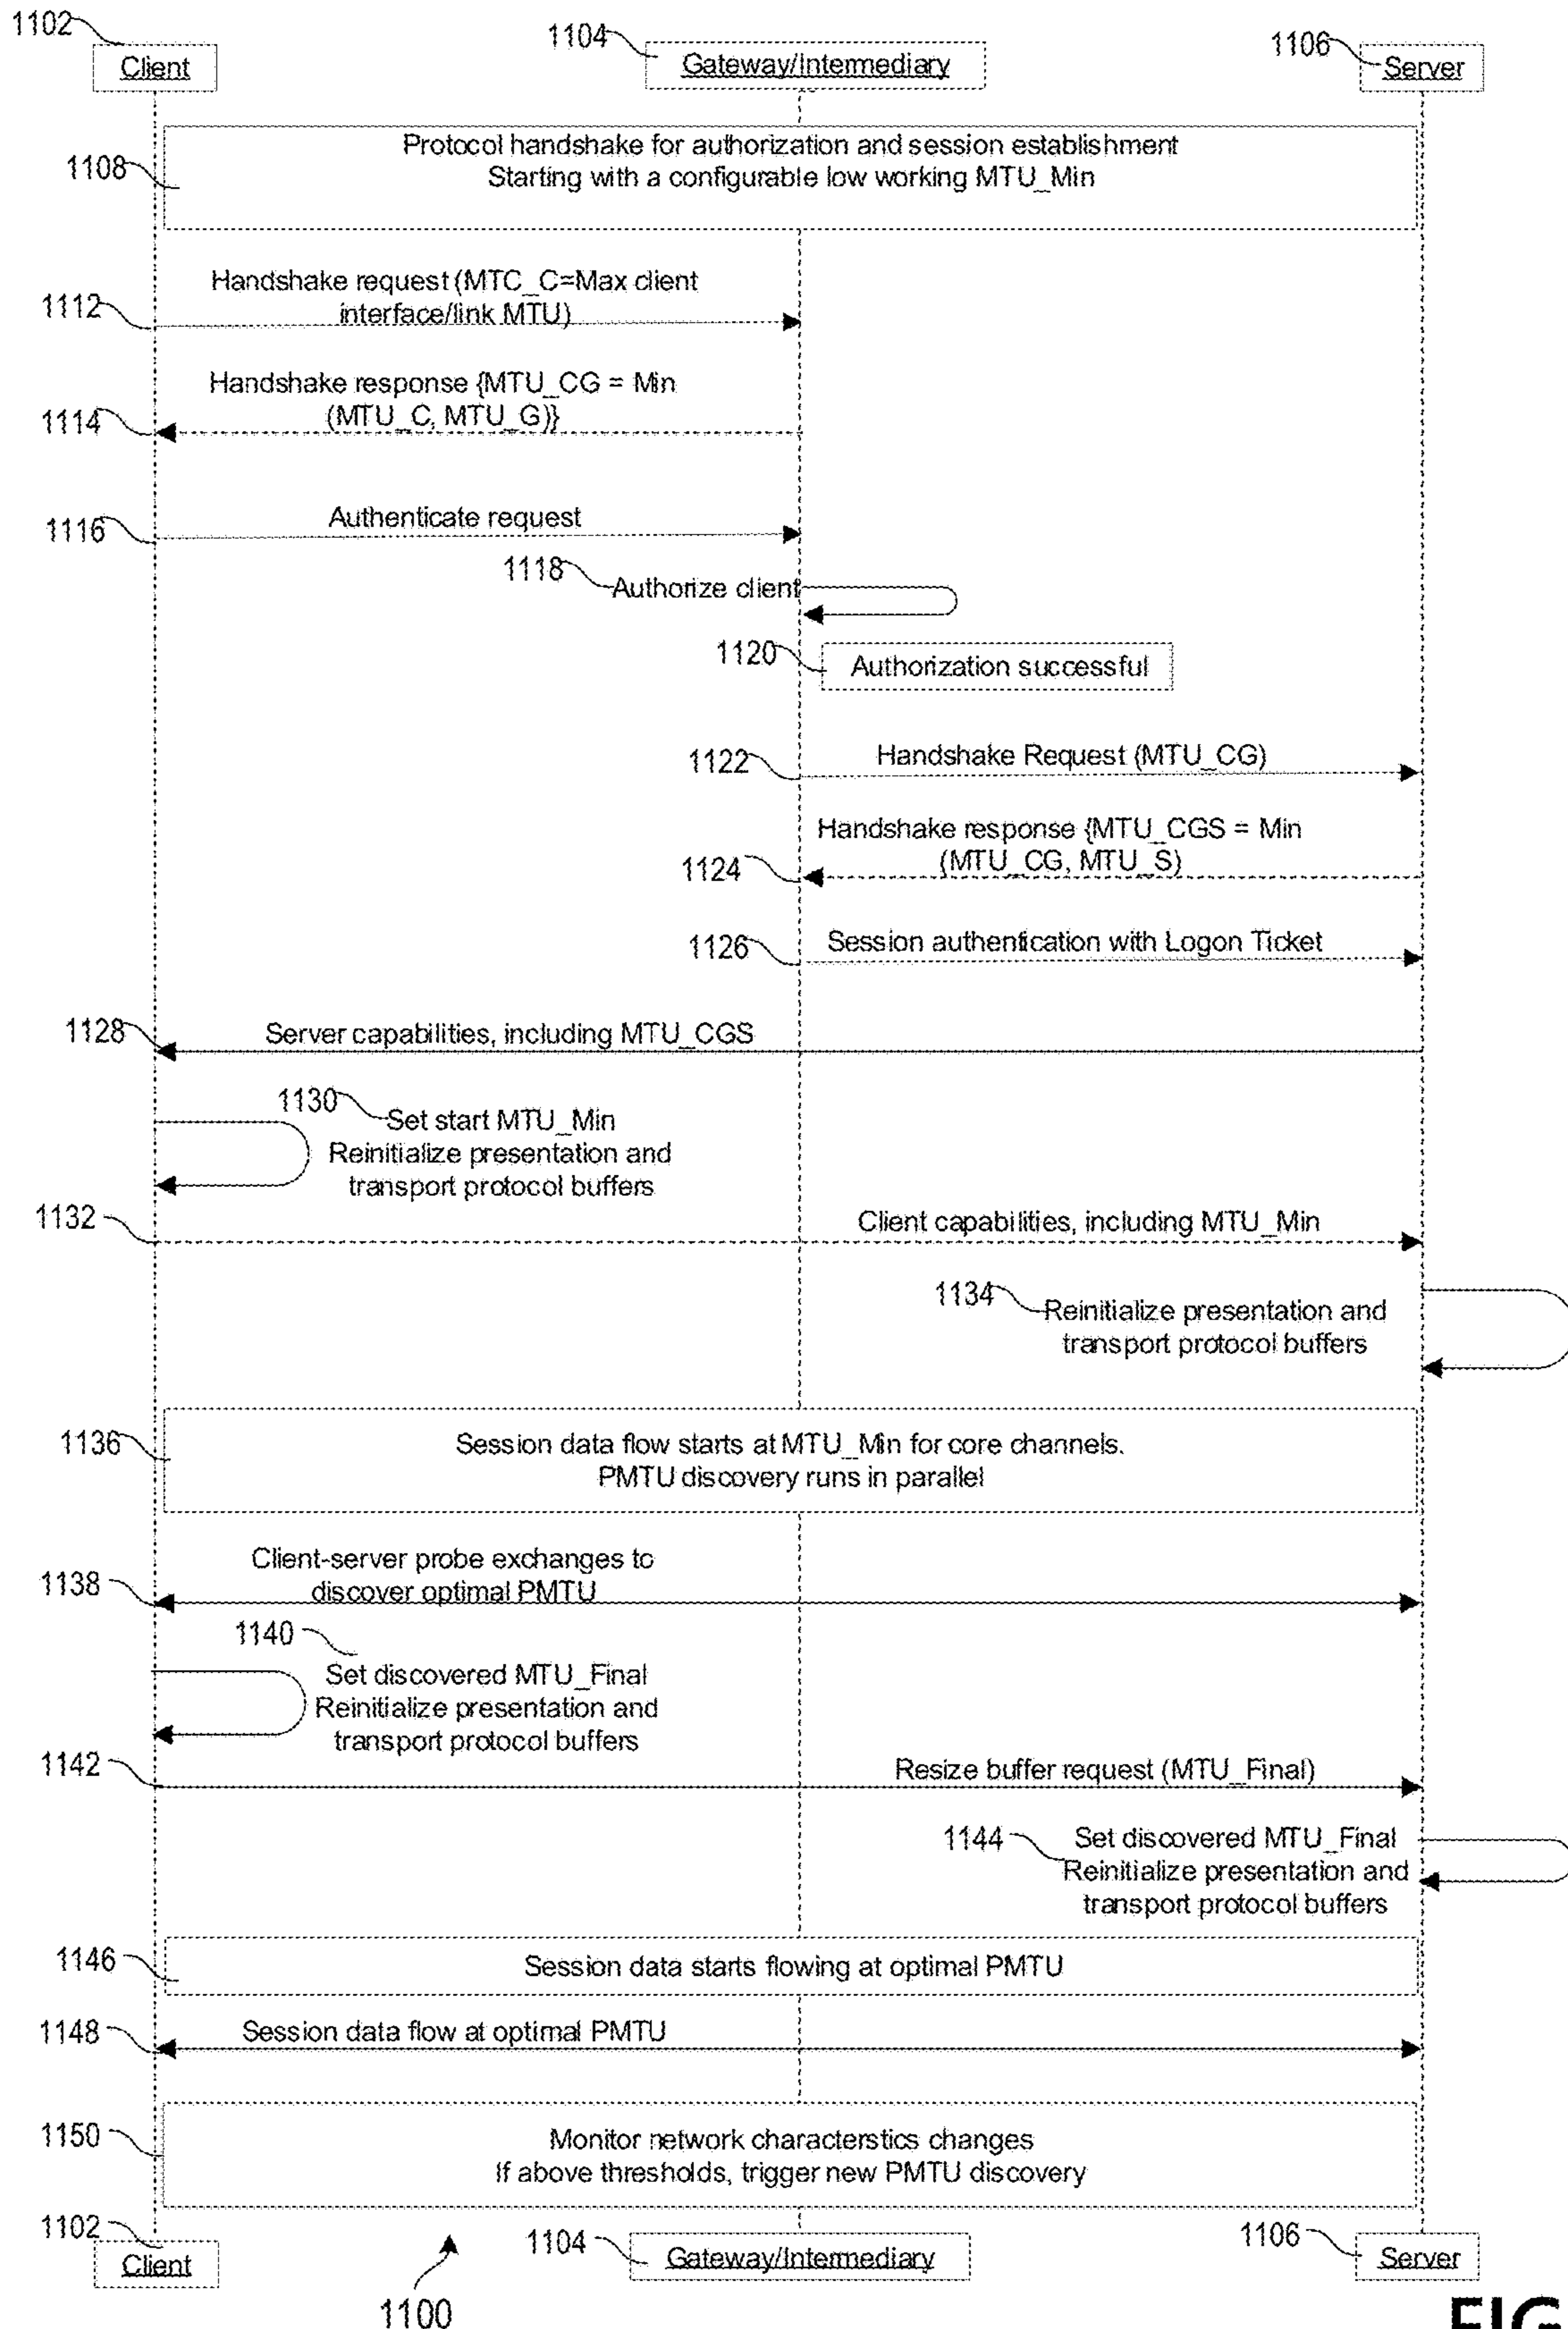 1102
Client
1104
Gateway/Intermediary
1106
Server
1108
Protocol handshake for authorization and session establishment
Starting with a configurable low working MTU_Min
1112
Handshake request (MTC_C=Max client
interface/link MTU)
1114
Handshake response {MTU_CG = Min
(MTU_C, MTU_G)}
1116
Authenticate request
1118
Authorize client
1120
Authorization successful
1122
Handshake Request (MTU_CG)
1124
Handshake response {MTU_CGS = Min
(MTU_CG, MTU_S)
1126
Session authentication with Logon Ticket
1128
Server capabilities, including MTU_CGS
1130
Set start MTU_Min
Reinitialize presentation and
transport protocol buffers
1132
Client capabilities, including MTU_Min
1134
Reinitialize presentation and
transport protocol buffers
1136
Session data flow starts at MTU_Min for core channels.
PMTU discovery runs in parallel
1138
Client-server probe exchanges to
discover optimal PMTU
1140
Set discovered MTU_Final
Reinitialize presentation and
transport protocol buffers
1142
Resize buffer request (MTU_Final)
1144
Set discovered MTU_Final
Reinitialize presentation and
transport protocol buffers
1146
Session data starts flowing at optimal PMTU
1148
Session data flow at optimal PMTU
1150
Monitor network characterstics changes
If above thresholds, trigger new PMTU discovery
1102
Client
1104
Gateway/Intermediary
1106
Server
1100
FIG